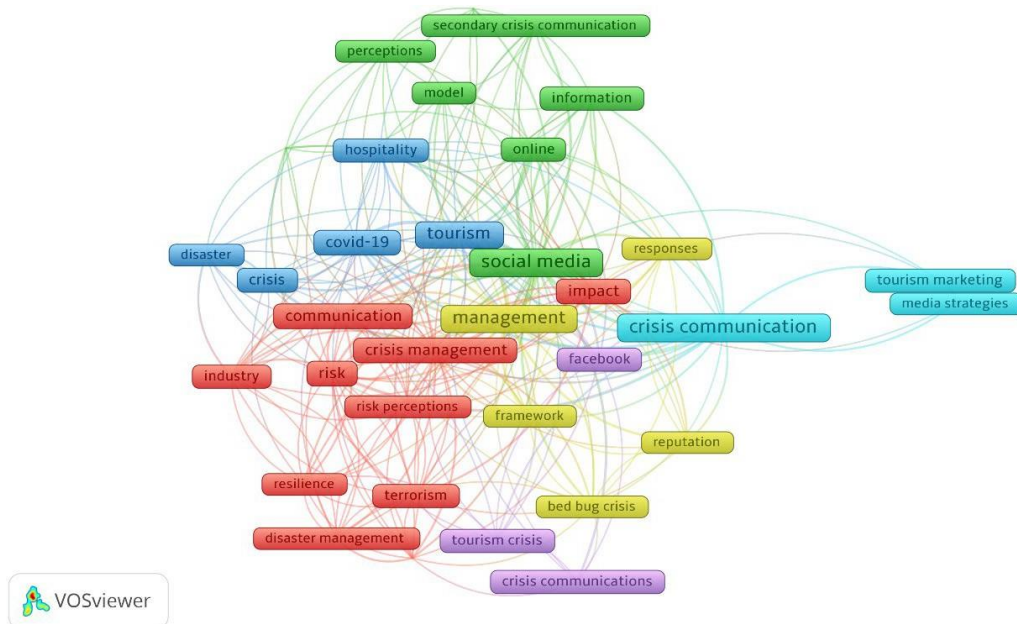 secondary crisis communication
perceptions
model
information
hospitality
online
tourism
covid-19
responses
disaster
social media
crisis
tourism marketing
impact
media strategies
communication
management
crisis communication
crisis management
facebook
industry
risk
risk perceptions
framework
reputation
resilience
terrorism
bed bug crisis
disaster management
tourism crisis
crisis communications
VOSviewer